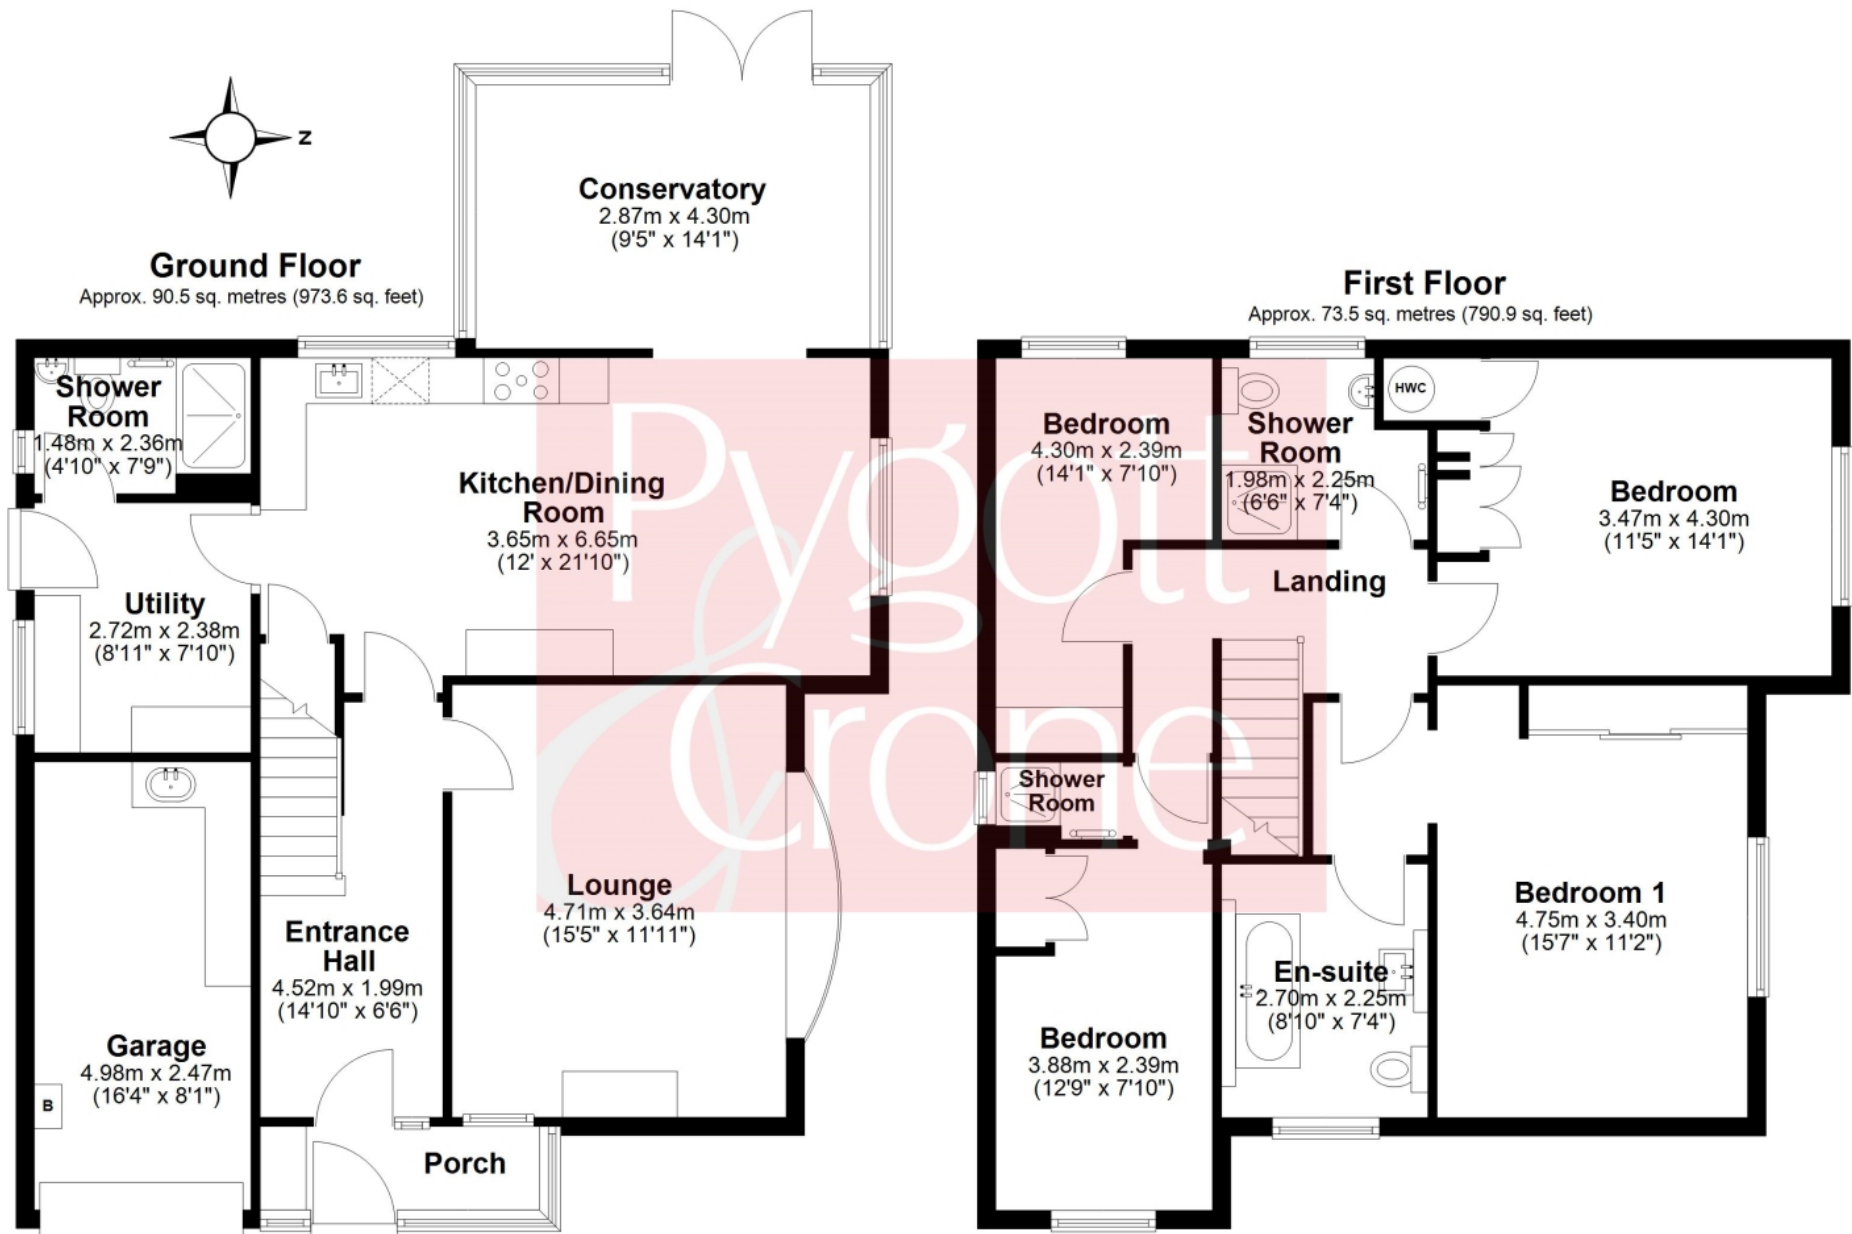 Z
Conservatory
2.87m x 4.30m
(9'5" x 14'1")
Ground Floor
Approx. 90.5 sq. metres (973.6 sq. feet)
Shower
Room
1.48m x 2.36m
(4'10" x 7'9")
Kitchen/Dining
Room
3.65m x 6.65m
(12' x 21'10")
Utility
2.72m x 2.38m
(8'11" x 7'10")
Lounge
4.71m x 3.64m
(15'5" x 11'11")
Entrance
Hall
4.52m x 1.99m
(14'10" x 6'6")
Garage
4.98m x 2.47m
(16'4" x 8'1")
B
Porch
First Floor
Approx. 73.5 sq. metres (790.9 sq. feet)
HWC
Bedroom
4.30m x 2.39m
(14'1" x 7'10")
Shower
Room
1.98m x 2.25m
(6'6" x 7'4")
Bedroom
3.47m x 4.30m
(11'5" x 14'1")
Landing
Shower
Room
Bedroom 1
4.75m x 3.40m
(15'7" x 11'2")
En-suite
2.70m x 2.25m
(8'10" x 7'4")
Bedroom
3.88m x 2.39m
(12'9" x 7'10")
Pygott
&
Crone